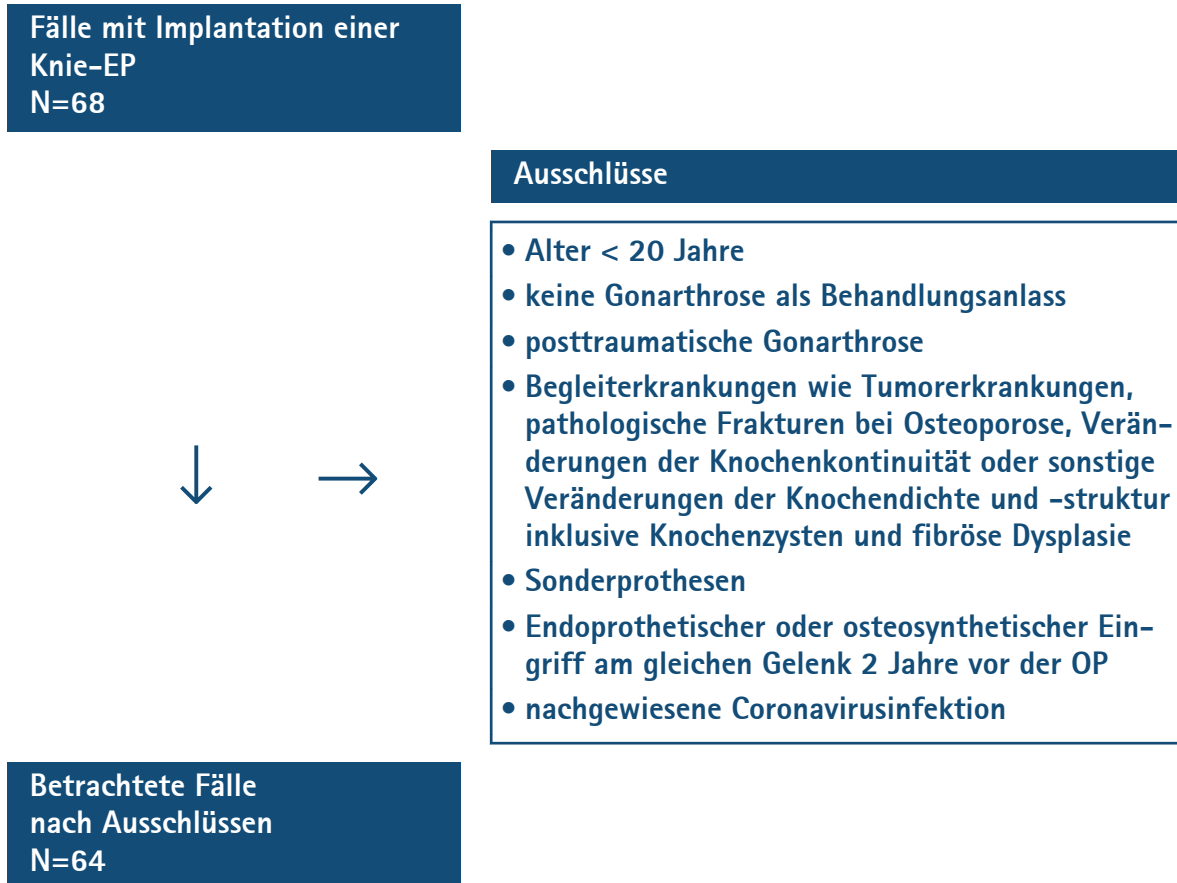 Fälle mit Implantation einer
Knie-EP
N=68
Ausschlüsse
• Alter < 20 Jahre
• keine Gonarthrose als Behandlungsanlass
• posttraumatische Gonarthrose
• Begleiterkrankungen wie Tumorerkrankungen,
pathologische Frakturen bei Osteoporose, Verän-
derungen der Knochenkontinuität oder sonstige
Veränderungen der Knochendichte und -struktur
inklusive Knochenzysten und fibröse Dysplasie
• Sonderprothesen
• Endoprothetischer oder osteosynthetischer Ein-
griff am gleichen Gelenk 2 Jahre vor der OP
• nachgewiesene Coronavirusinfektion
↓ →
Betrachtete Fälle
nach Ausschlüssen
N=64